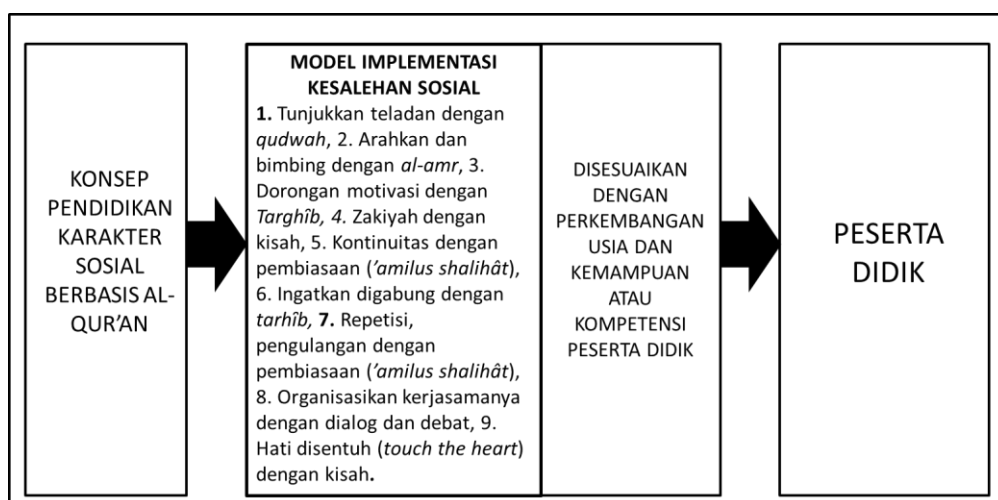 KONSEP
PENDIDIKAN
KARAKTER
SOSIAL
BERBASIS AL-
QUR’AN
MODEL IMPLEMENTASI
KESALEHAN SOSIAL
1. Tunjukkan teladan dengan
qudwah, 2. Arahkan dan
bimbing dengan al-amr, 3.
Dorongan motivasi dengan
Targhîb, 4. Zakiyah dengan
kisah, 5. Kontinuitas dengan
pembiasaan (’amilus shalihât),
6. Ingatkan digabung dengan
tarhîb, 7. Repetisi,
pengulangan dengan
pembiasaan (’amilus shalihât),
8. Organisasikan kerjasamanya
dengan dialog dan debat, 9.
Hati disentuh (touch the heart)
dengan kisah.
DISESUAIKAN
DENGAN
PERKEMBANGAN
USIA DAN
KEMAMPUAN
ATAU
KOMPETENSI
PESERTA DIDIK
PESERTA
DIDIK